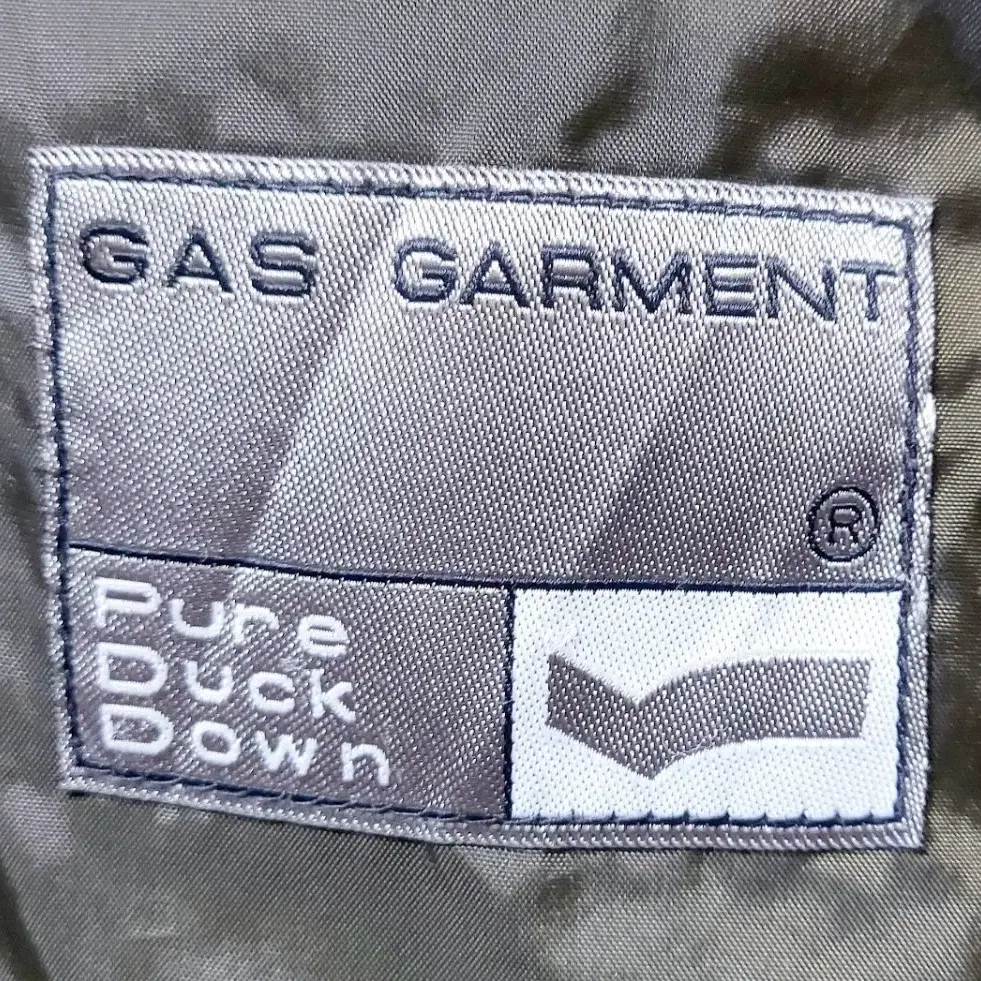 GAS GARMENT
®
Pure
Duck
Down